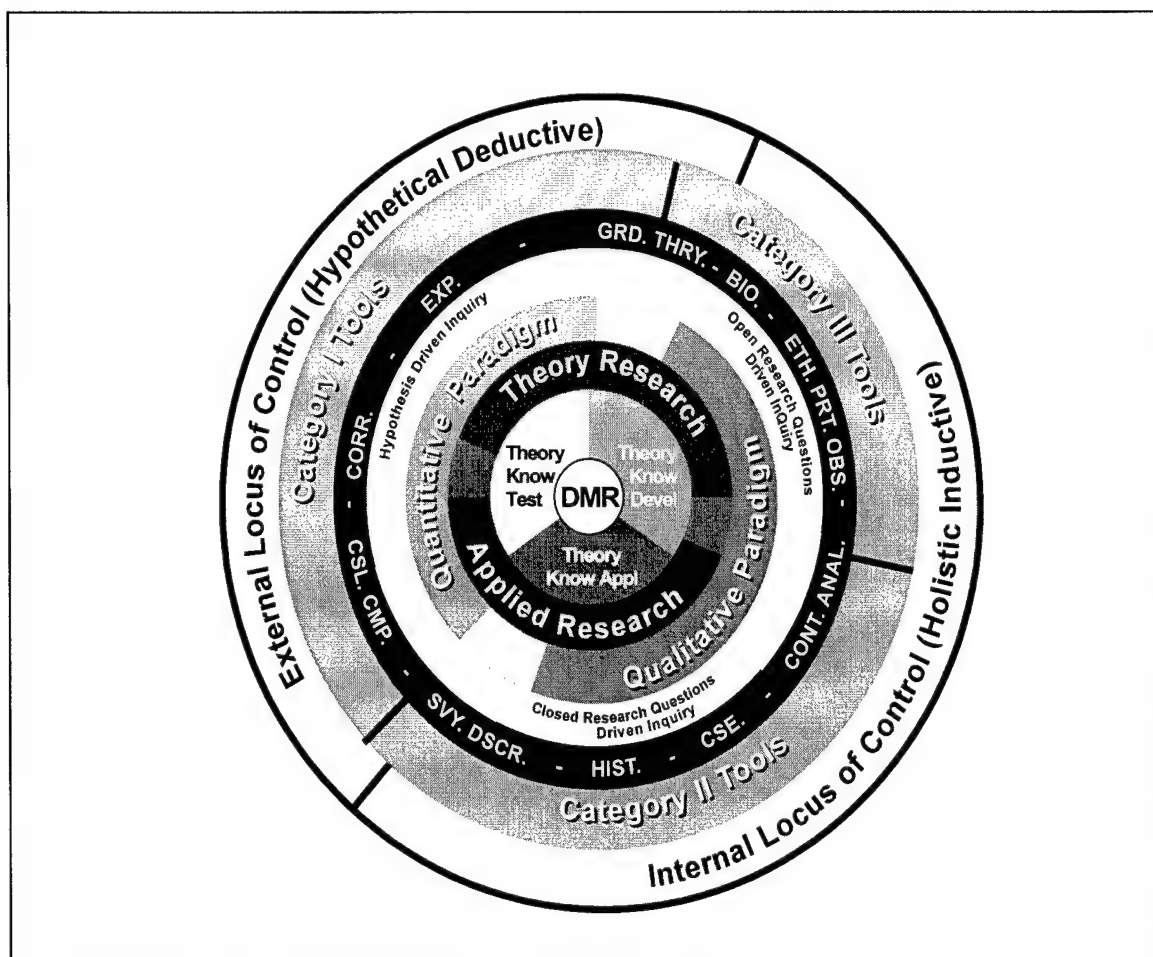 External Locus of Control (Hypothetical Deductive)
Internal Locus of Control (Holistic Inductive)
Category I Tools
Category III Tools
Category II Tools
- EXP. - GRD. THRY. - BIO. - ETH. PRT. OBS. - CONT. ANAL. - CSE. - HIST. - SVY. DSCR. - CSL. CMP. - CORR.
Hypothesis Driven Inquiry
Open Research Questions
Driven InQuiry
Closed Research Questions
Driven Inquiry
Quantitative Paradigm
Qualitative Paradigm
Theory Research
Applied Research
Theory
Know
Test
Theory
Know
Devel
DMR
Theory
Know Appl